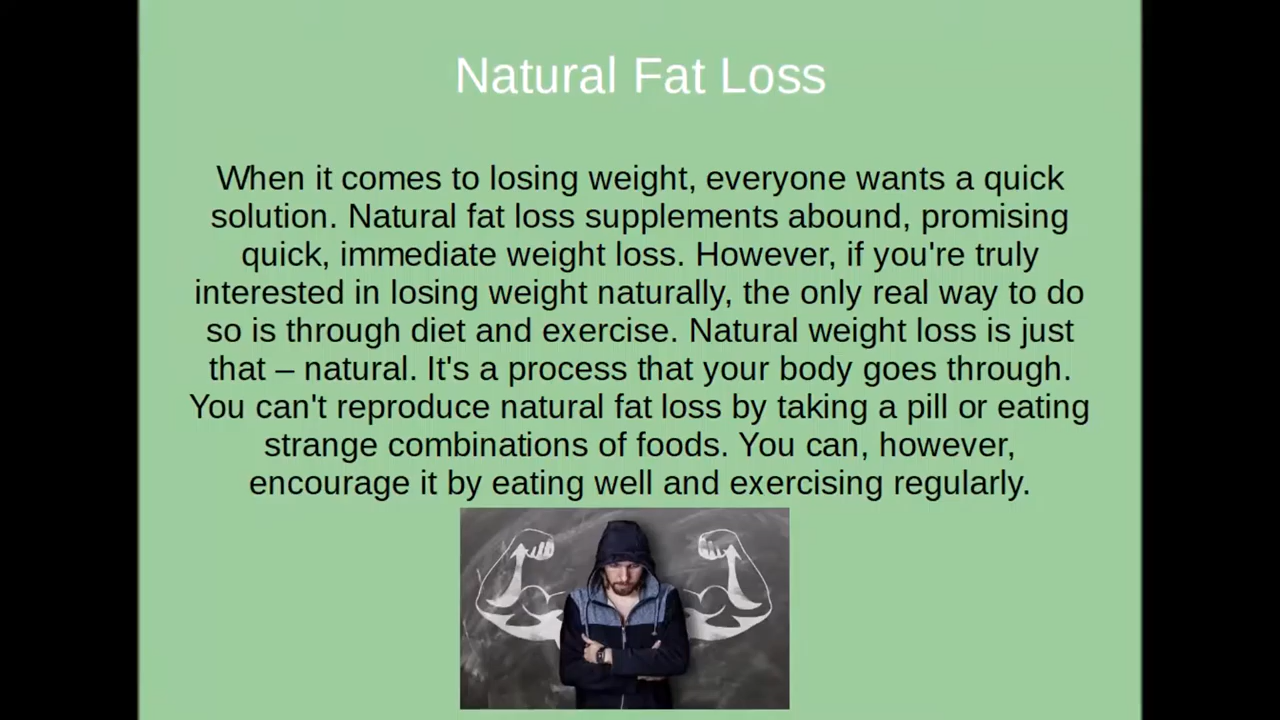 Natural Fat Loss
When it comes to losing weight, everyone wants a quick
solution. Natural fat loss supplements abound, promising
quick, immediate weight loss. However, if you're truly
interested in losing weight naturally, the only real way to do
so is through diet and exercise. Natural weight loss is just
that – natural. It's a process that your body goes through.
You can't reproduce natural fat loss by taking a pill or eating
strange combinations of foods. You can, however,
encourage it by eating well and exercising regularly.